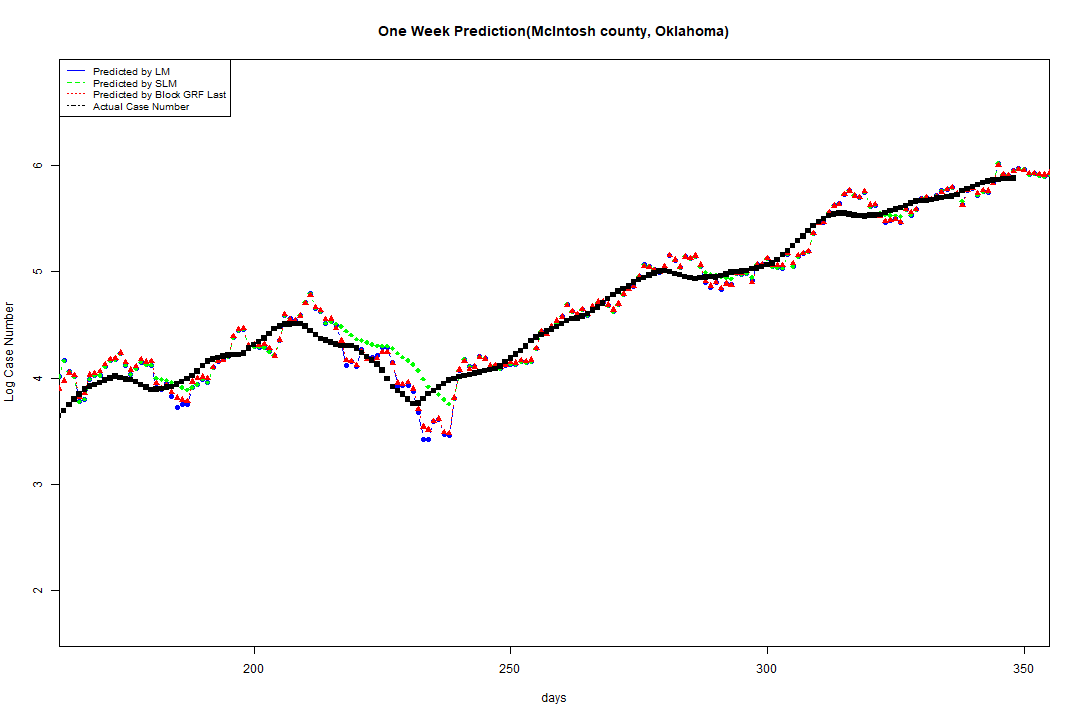 One Week Prediction(McIntosh county, Oklahoma)
Predicted by LM
Predicted by SLM
Predicted by Block GRF Last
Actual Case Number
Log Case Number
6
5
4
3
2
200
250
300
350
days